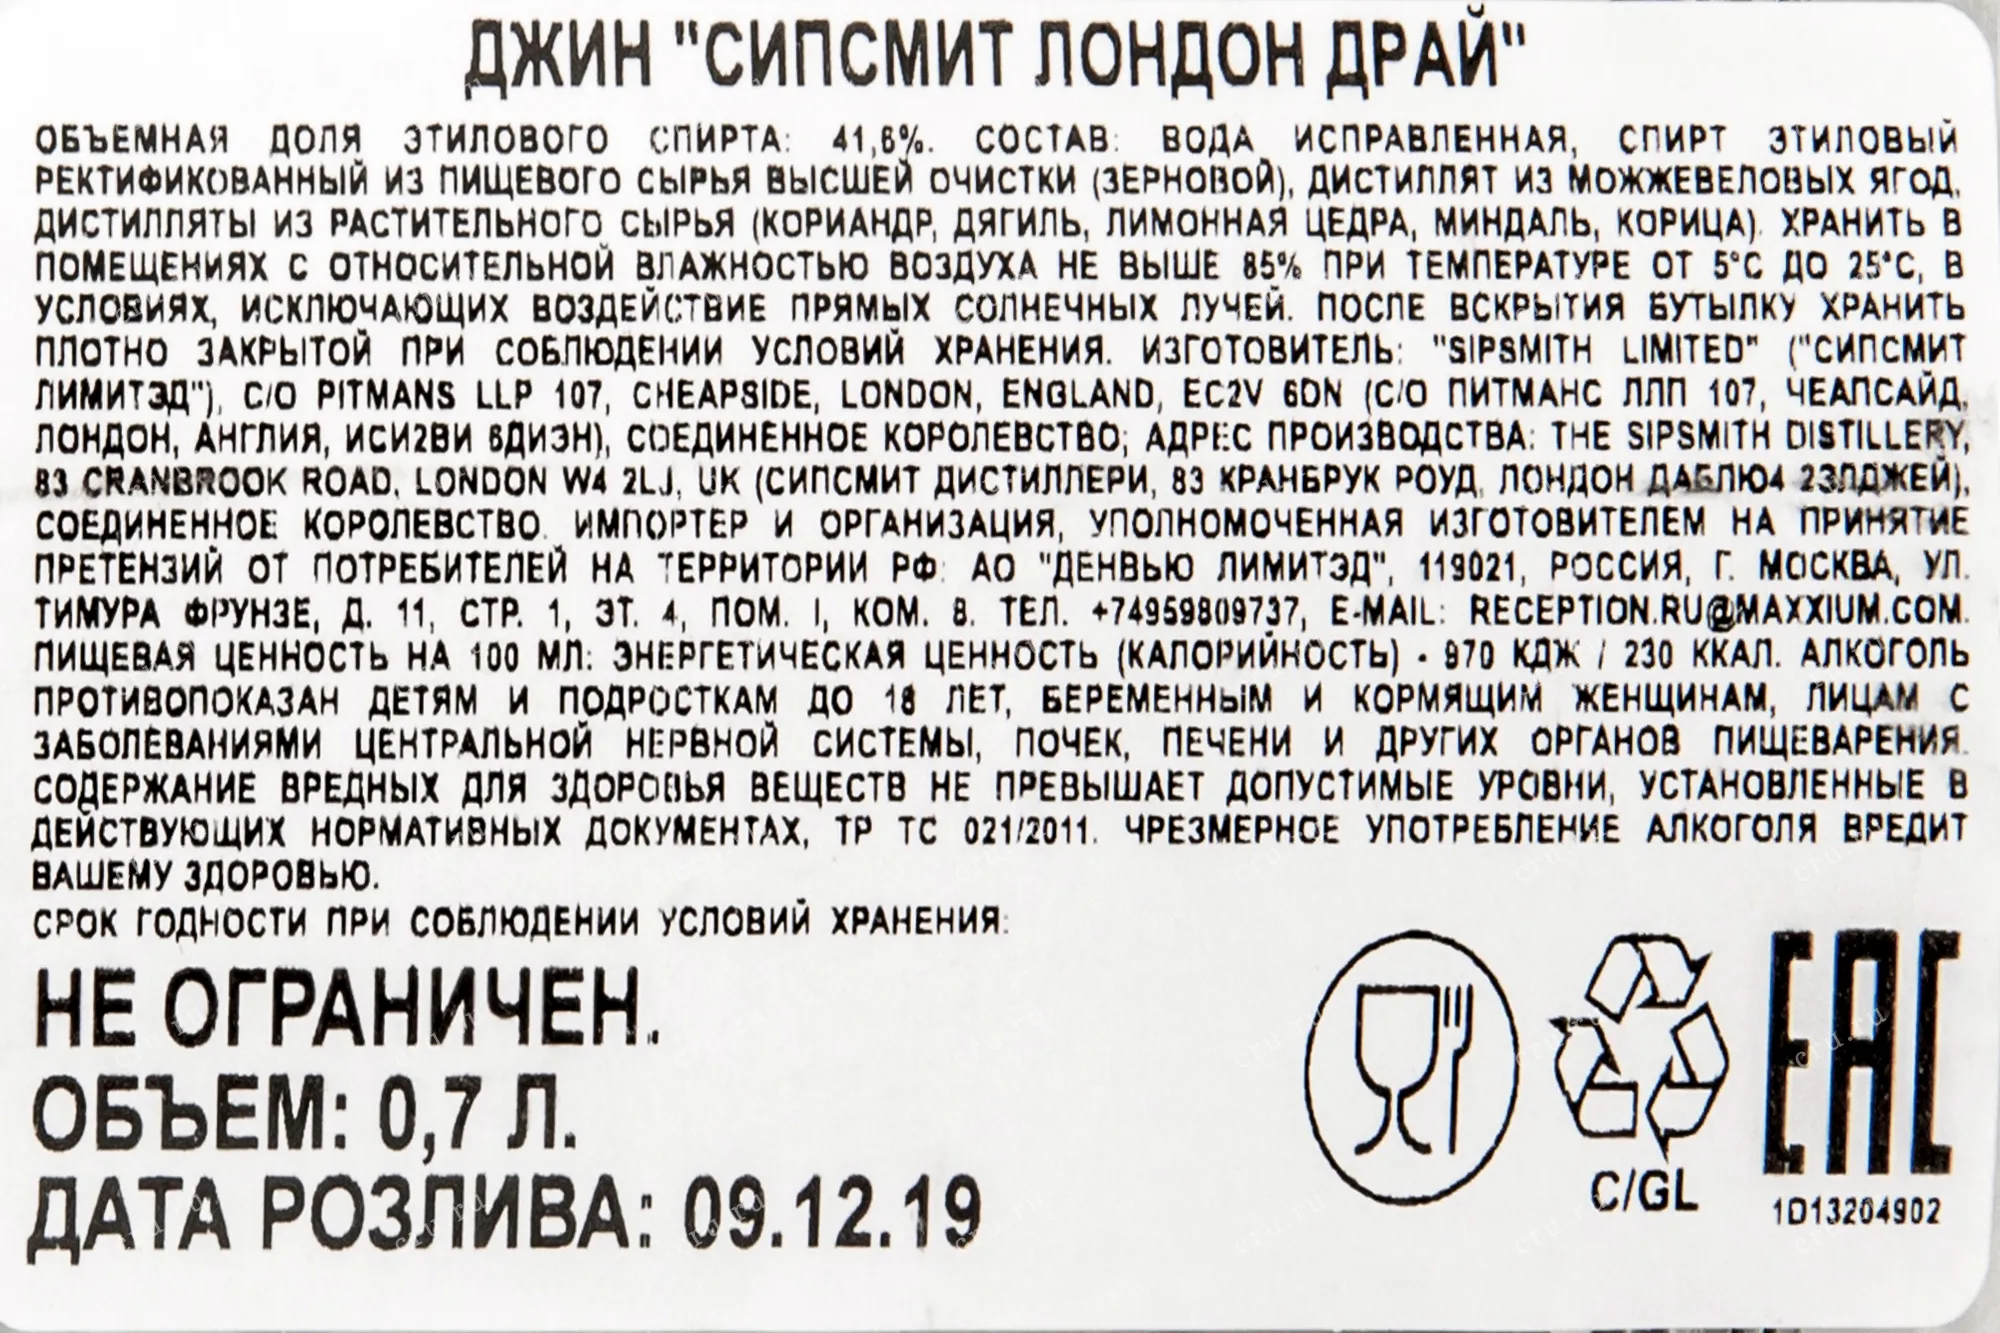 ДЖИН "СИПСМИТ ЛОНДОН ДРАЙ"
ОБЪЕМНАЯ ДОЛЯ ЭТИЛОВОГО СПИРТА: 41,6%. СОСТАВ: ВОДА ИСПРАВЛЕННАЯ, СПИРТ ЭТИЛОВЫЙ
РЕКТИФИКОВАННЫЙ ИЗ ПИЩЕВОГО СЫРЬЯ ВЫСШЕЙ ОЧИСТКИ (ЗЕРНОВОЙ), ДИСТИЛЛЯТ ИЗ МОЖЖЕВЕЛОВЫХ ЯГОД,
ДИСТИЛЛЯТЫ ИЗ РАСТИТЕЛЬНОГО СЫРЬЯ (КОРИАНДР, ДЯГИЛЬ, ЛИМОННАЯ ЦЕДРА, МИНДАЛЬ, КОРИЦА). ХРАНИТЬ В
ПОМЕЩЕНИЯХ С ОТНОСИТЕЛЬНОЙ ВЛАЖНОСТЬЮ ВОЗДУХА НЕ ВЫШЕ 85% ПРИ ТЕМПЕРАТУРЕ ОТ 5°С ДО 25°С, В
УСЛОВИЯХ, ИСКЛЮЧАЮЩИХ ВОЗДЕЙСТВИЕ ПРЯМЫХ СОЛНЕЧНЫХ ЛУЧЕЙ. ПОСЛЕ ВСКРЫТИЯ БУТЫЛКУ ХРАНИТЬ
ПЛОТНО ЗАКРЫТОЙ ПРИ СОБЛЮДЕНИИ УСЛОВИЙ ХРАНЕНИЯ. ИЗГОТОВИТЕЛЬ: "SIPSMITH LIMITED" ("СИПСМИТ
ЛИМИТЭД"), C/O PITMANS LLP 107, CHEAPSIDE, LONDON, ENGLAND, EC2V 6DN (С/О ПИТМАНС ЛЛП 107, ЧЕАПСАЙД,
ЛОНДОН, АНГЛИЯ, ИСИ2ВИ 6ДИЭН), СОЕДИНЕННОЕ КОРОЛЕВСТВО; АДРЕС ПРОИЗВОДСТВА: THE SIPSMITH DISTILLERY,
83 CRANBROOK ROAD, LONDON W4 2LJ, UK (СИПСМИТ ДИСТИЛЛЕРИ, 83 КРАНБРУК РОУД, ЛОНДОН ДАБЛЮ4 2ЭЛДЖЕЙ),
СОЕДИНЕННОЕ КОРОЛЕВСТВО. ИМПОРТЕР И ОРГАНИЗАЦИЯ, УПОЛНОМОЧЕННАЯ ИЗГОТОВИТЕЛЕМ НА ПРИНЯТИЕ
ПРЕТЕНЗИЙ ОТ ПОТРЕБИТЕЛЕЙ НА ТЕРРИТОРИИ РФ: АО "ДЕНВЬЮ ЛИМИТЭД", 119021, РОССИЯ, Г. МОСКВА, УЛ.
ТИМУРА ФРУНЗЕ, Д. 11, СТР. 1, ЭТ. 4, ПОМ. I, КОМ. 8. ТЕЛ. +74959809737, E-MAIL: RECEPTION.RU@MAXXIUM.COM.
ПИЩЕВАЯ ЦЕННОСТЬ НА 100 МЛ: ЭНЕРГЕТИЧЕСКАЯ ЦЕННОСТЬ (КАЛОРИЙНОСТЬ) - 970 КДЖ / 230 ККАЛ. АЛКОГОЛЬ
ПРОТИВОПОКАЗАН ДЕТЯМ И ПОДРОСТКАМ ДО 18 ЛЕТ, БЕРЕМЕННЫМ И КОРМЯЩИМ ЖЕНЩИНАМ, ЛИЦАМ С
ЗАБОЛЕВАНИЯМИ ЦЕНТРАЛЬНОЙ НЕРВНОЙ СИСТЕМЫ, ПОЧЕК, ПЕЧЕНИ И ДРУГИХ ОРГАНОВ ПИЩЕВАРЕНИЯ.
СОДЕРЖАНИЕ ВРЕДНЫХ ДЛЯ ЗДОРОВЬЯ ВЕЩЕСТВ НЕ ПРЕВЫШАЕТ ДОПУСТИМЫЕ УРОВНИ, УСТАНОВЛЕННЫЕ В
ДЕЙСТВУЮЩИХ НОРМАТИВНЫХ ДОКУМЕНТАХ, ТР ТС 021/2011. ЧРЕЗМЕРНОЕ УПОТРЕБЛЕНИЕ АЛКОГОЛЯ ВРЕДИТ
ВАШЕМУ ЗДОРОВЬЮ.
СРОК ГОДНОСТИ ПРИ СОБЛЮДЕНИИ УСЛОВИЙ ХРАНЕНИЯ:
НЕ ОГРАНИЧЕН.
ОБЪЕМ: 0,7 Л.
ДАТА РОЗЛИВА: 09.12.19
C/GL
EAC
1D13204902